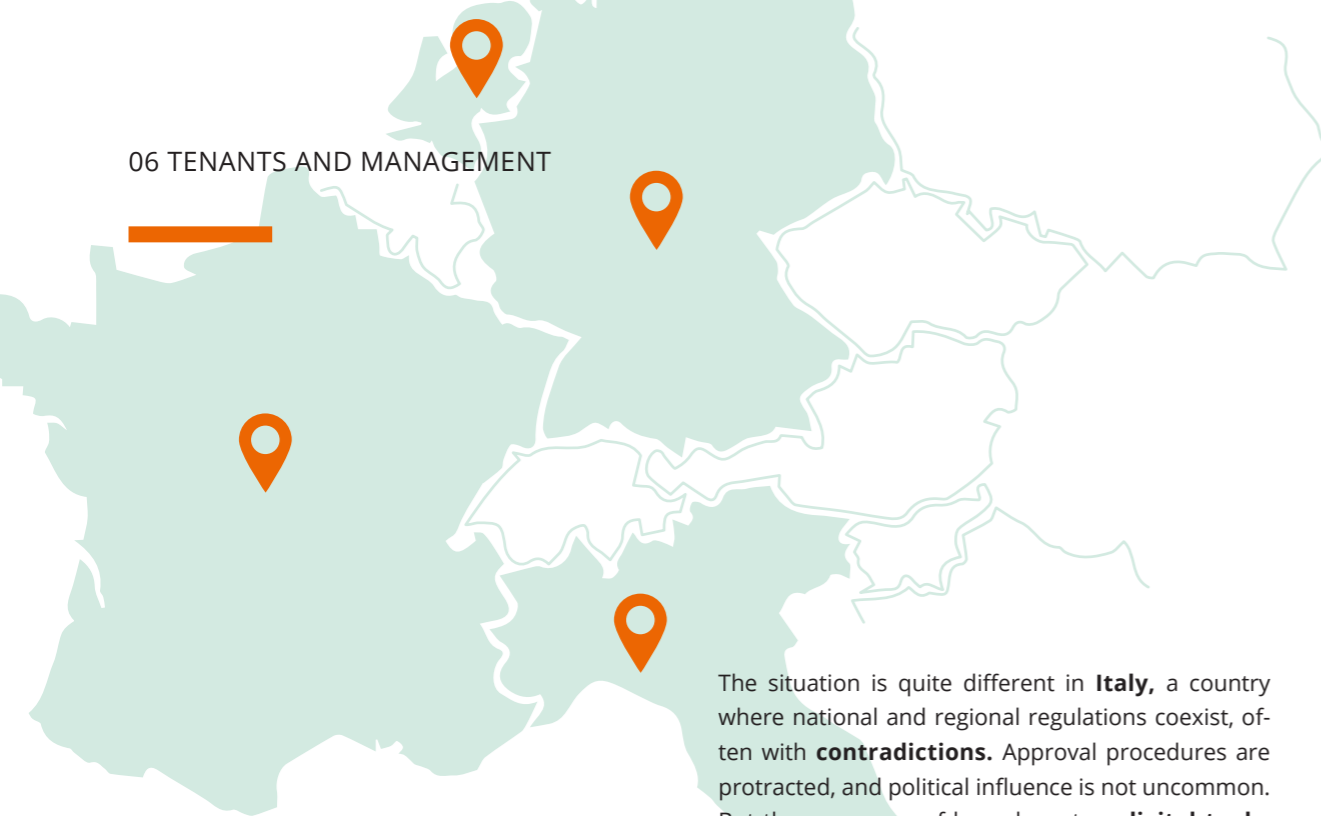 06 TENANTS AND MANAGEMENT
The situation is quite different in Italy, a country
where national and regional regulations coexist, of-
ten with contradictions. Approval procedures are
protracted, and political influence is not uncommon.